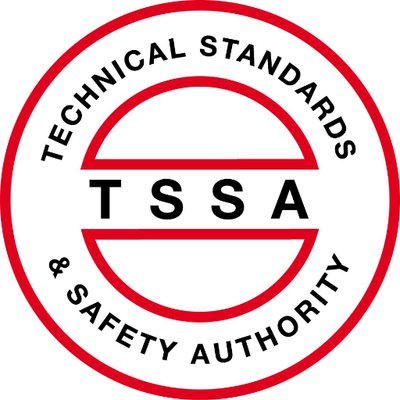 TECHNICAL STANDARDS
TSSA
& SAFETY AUTHORITY